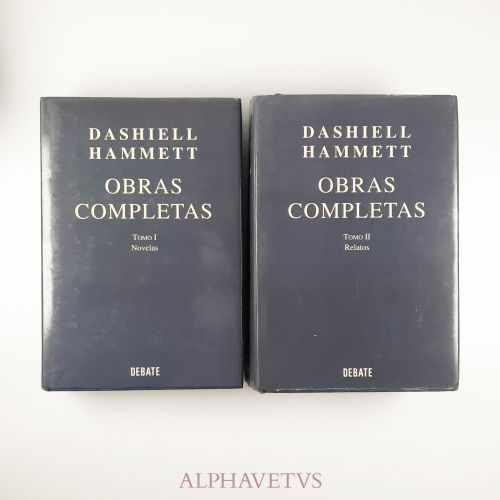 DASHIELL
HAMMETT
OBRAS
COMPLETAS
TOMO I
Novelas
DEBATE
DASHIELL
HAMMETT
OBRAS
COMPLETAS
TOMO II
Relatos
DEBATE
ALPHAVETVS